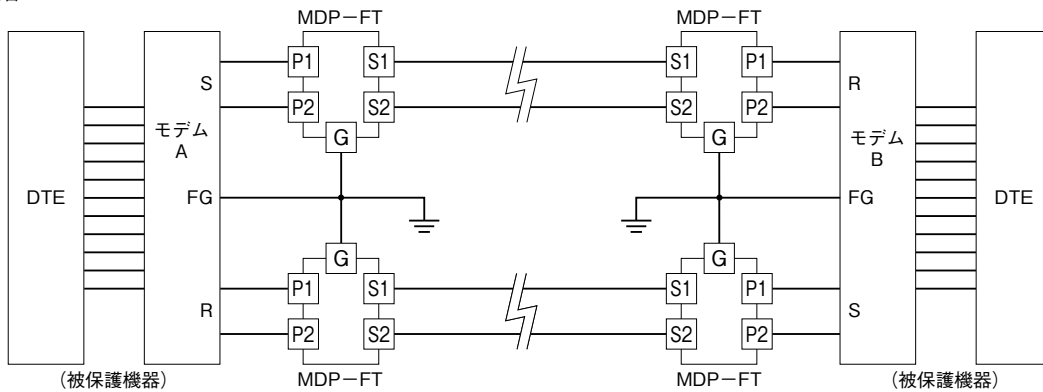 MDP－FT MDP－FT
P1 S1 S1 P1
S R
P2 S2 S2 P2
モデム
A
G G
モデム
B
DTE FG FG DTE
G G
P1 S1 S1 P1
R S
P2 S2 S2 P2
(被保護機器) MDP－FT MDP－FT (被保護機器)